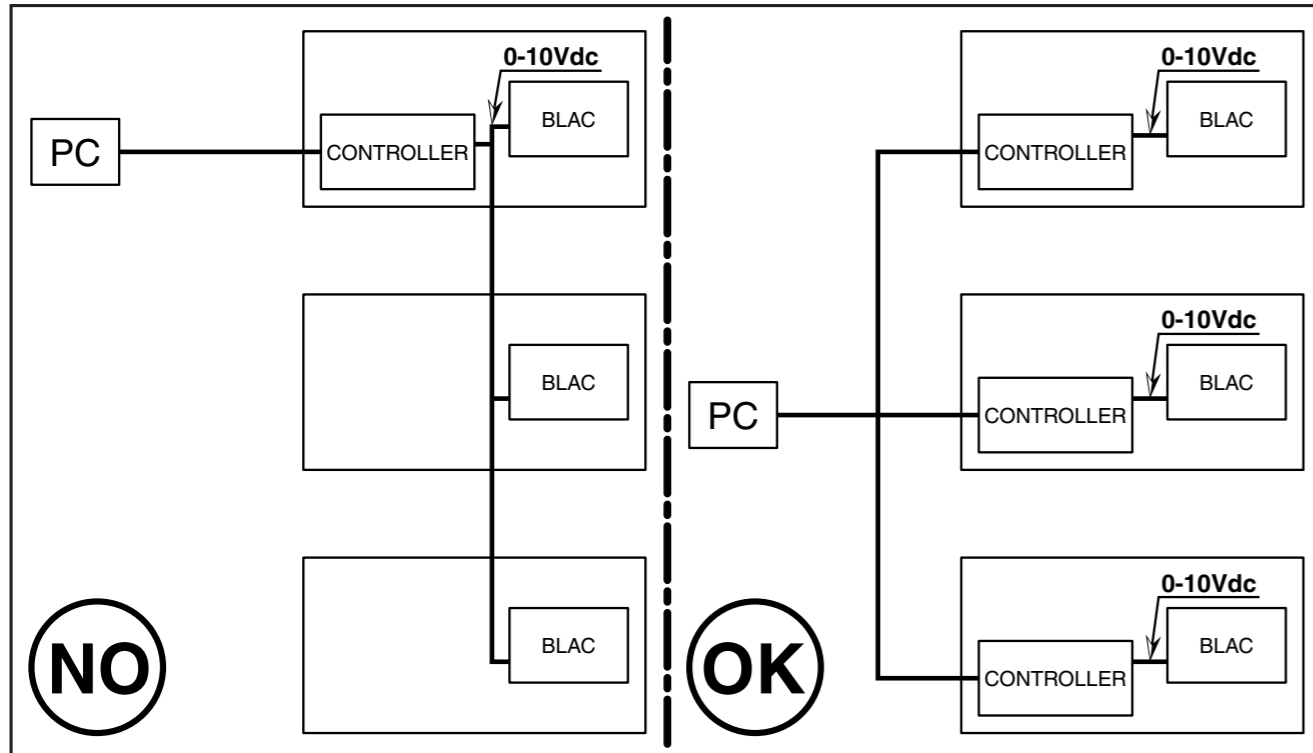 0-10Vdc
BLAC
CONTROLLER
PC
BLAC
BLAC
NO
0-10Vdc
BLAC
CONTROLLER
0-10Vdc
BLAC
PC
CONTROLLER
0-10Vdc
BLAC
CONTROLLER
OK